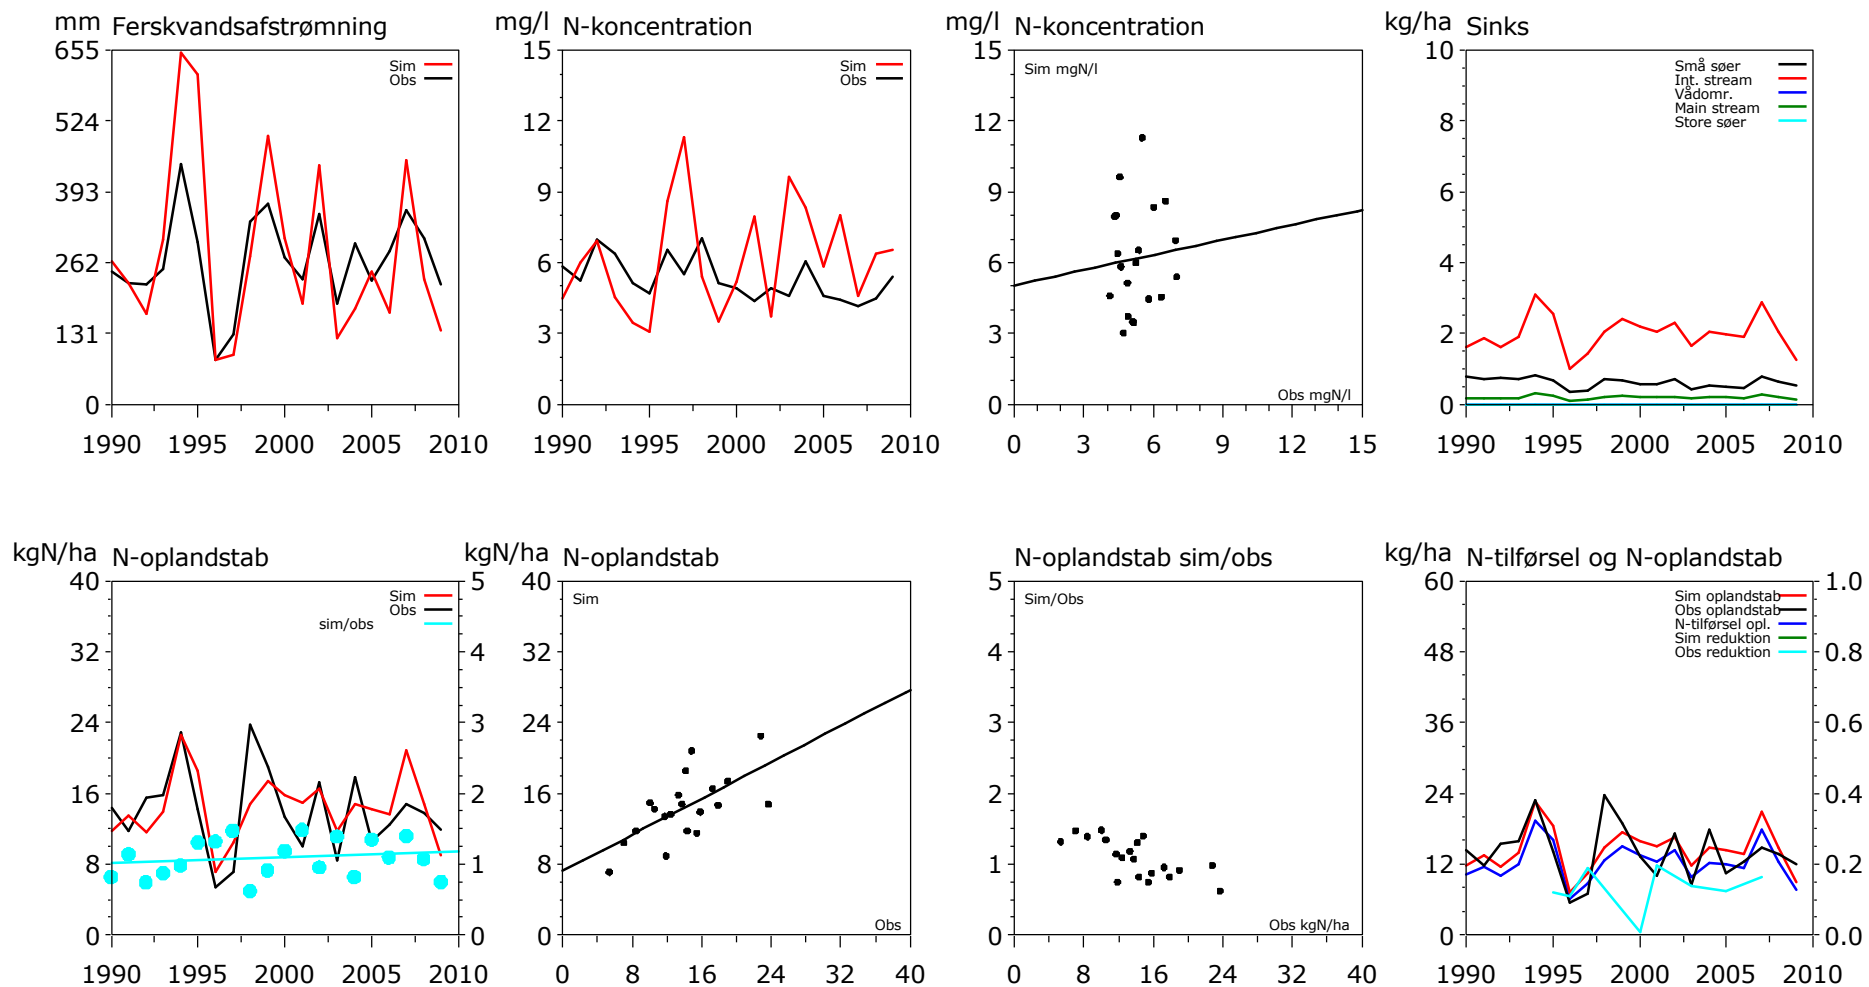 mm Ferskvandsafstrømning
655
524
393
262
131
0
1990 1995 2000 2005 2010
Sim
Obs
mg/l N-koncentration
15
12
9
6
3
0
1990 1995 2000 2005 2010
Sim
Obs
mg/l N-koncentration
15
12
9
6
3
0
0 3 6 9 12 15
Sim mgN/l
Obs mgN/l
kg/ha Sinks
10
8
6
4
2
0
1990 1995 2000 2005 2010
Små søer
Int. stream
Vådomr.
Main stream
Store søer
kgN/ha N-oplandstab
40
32
24
16
8
0
5
4
3
2
1
0
1990 1995 2000 2005 2010
Sim
Obs
sim/obs
kgN/ha N-oplandstab
40
32
24
16
8
0
0 8 16 24 32 40
Sim
Obs
N-oplandstab sim/obs
5
4
3
2
1
0
0 8 16 24 32 40
Sim/Obs
Obs kgN/ha
kg/ha N-tilførsel og N-oplandstab
60
48
36
24
12
0
1.0
0.8
0.6
0.4
0.2
0.0
1990 1995 2000 2005 2010
Sim oplandstab
Obs oplandstab
N-tilførsel opl.
Sim reduktion
Obs reduktion